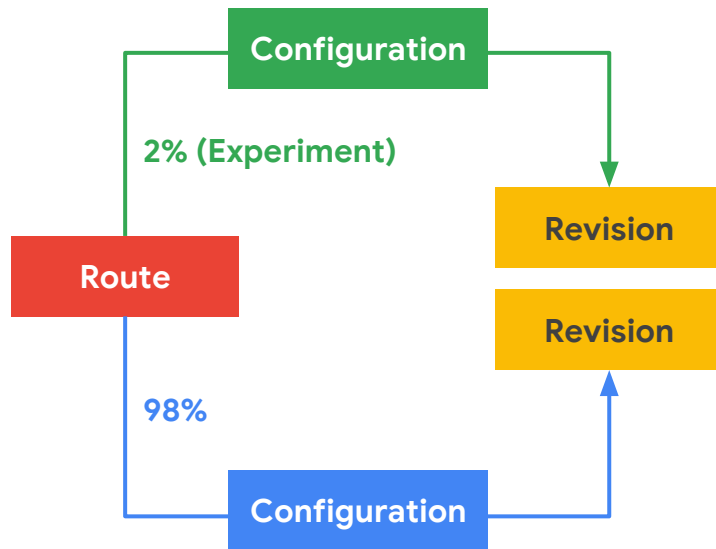 Configuration
2% (Experiment)
Revision
Route
Revision
98%
Configuration